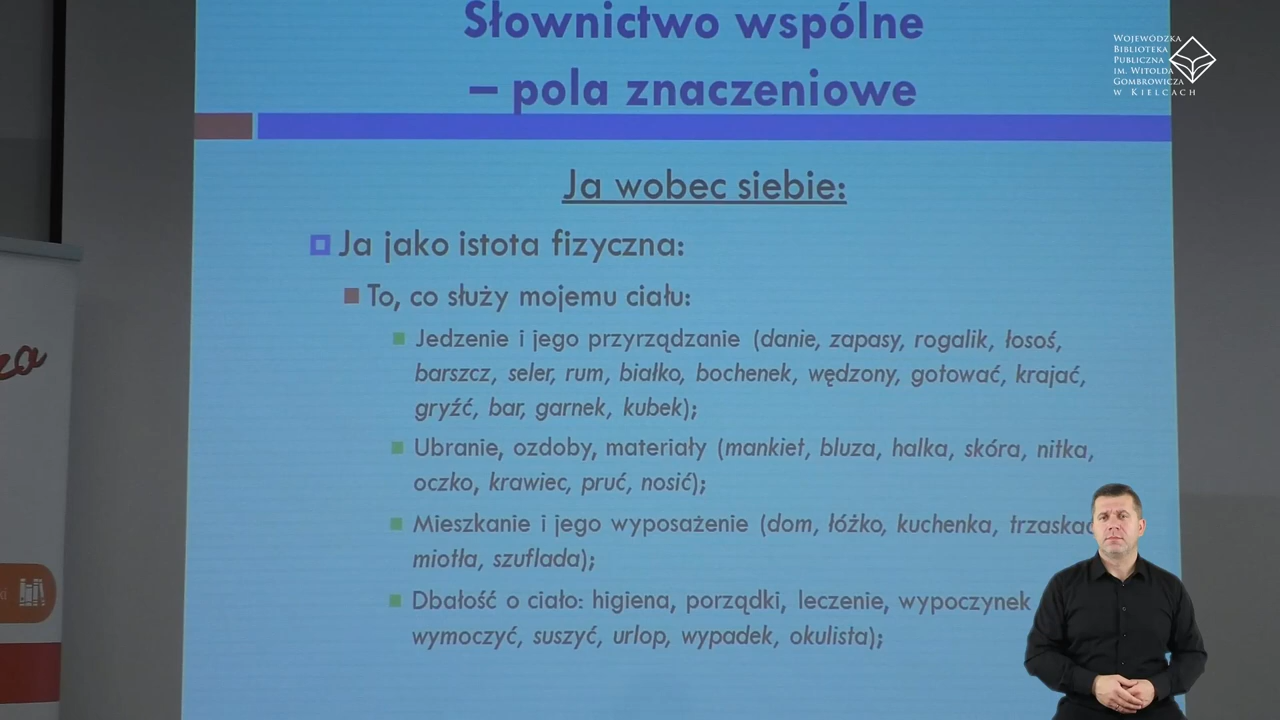 Słownictwo wspólne
– pola znaczeniowe
WOJEWÓDZKA
BIBLIOTEKA
PUBLICZNA
IM. WITOLDA
GOMBROWICZA
W KIELCACH
Ja wobec siebie:
Ja jako istota fizyczna:
To, co służy mojemu ciału:
Jedzenie i jego przyrządzanie (danie, zapasy, rogalik, łosoś,
barszcz, seler, rum, białko, bochenek, wędzony, gotować, krajać,
gryźć, bar, garnek, kubek);
Ubranie, ozdoby, materiały (mankiet, bluza, halka, skóra, nitka,
oczko, krawiec, pruć, nosić);
Mieszkanie i jego wyposażenie (dom, łóżko, kuchenka,
miotła, szuflada);
Dbałość o ciało: higiena, porządki, leczenie, wypoczynek
wymoczyć, suszyć, urlop, wypadek, okulista);